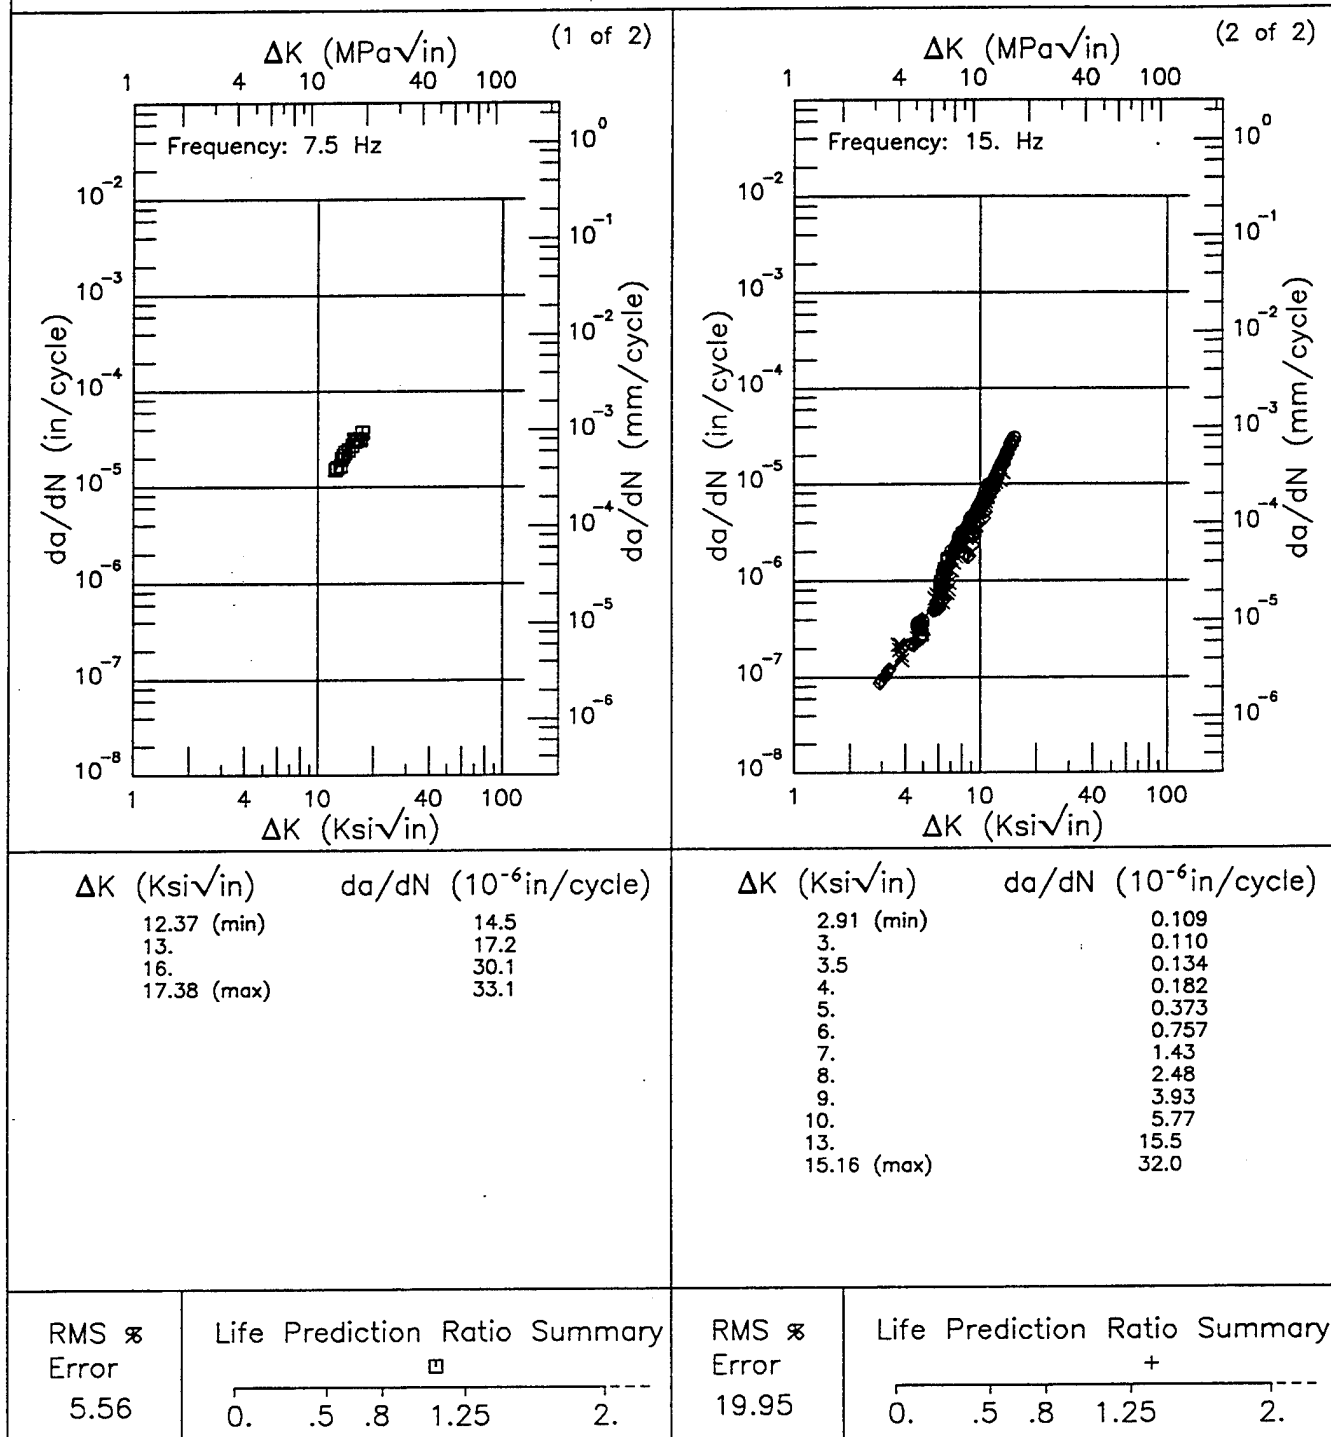 (1 of 2)
ΔK (MPa√in)
1 4 10 40 100
Frequency: 7.5 Hz
10⁰
10⁻²
10⁻¹
10⁻³
10⁻²
10⁻⁴
10⁻³
10⁻⁵
10⁻⁴
10⁻⁶
10⁻⁵
10⁻⁷
10⁻⁶
10⁻⁸
da/dN (in/cycle)
da/dN (mm/cycle)
1 4 10 40 100
ΔK (Ksi√in)
(2 of 2)
ΔK (MPa√in)
1 4 10 40 100
Frequency: 15. Hz
10⁰
10⁻²
10⁻¹
10⁻³
10⁻²
10⁻⁴
10⁻³
10⁻⁵
10⁻⁴
10⁻⁶
10⁻⁵
10⁻⁷
10⁻⁶
10⁻⁸
da/dN (in/cycle)
da/dN (mm/cycle)
1 4 10 40 100
ΔK (Ksi√in)
ΔK (Ksi√in) da/dN (10⁻⁶in/cycle)
12.37 (min) 14.5
13. 17.2
16. 30.1
17.38 (max) 33.1
ΔK (Ksi√in) da/dN (10⁻⁶in/cycle)
2.91 (min) 0.109
3. 0.110
3.5 0.134
4. 0.182
5. 0.373
6. 0.757
7. 1.43
8. 2.48
9. 3.93
10. 5.77
13. 15.5
15.16 (max) 32.0
RMS %
Error
5.56
Life Prediction Ratio Summary
0. .5 .8 1.25 2.
RMS %
Error
19.95
Life Prediction Ratio Summary
0. .5 .8 1.25 2.